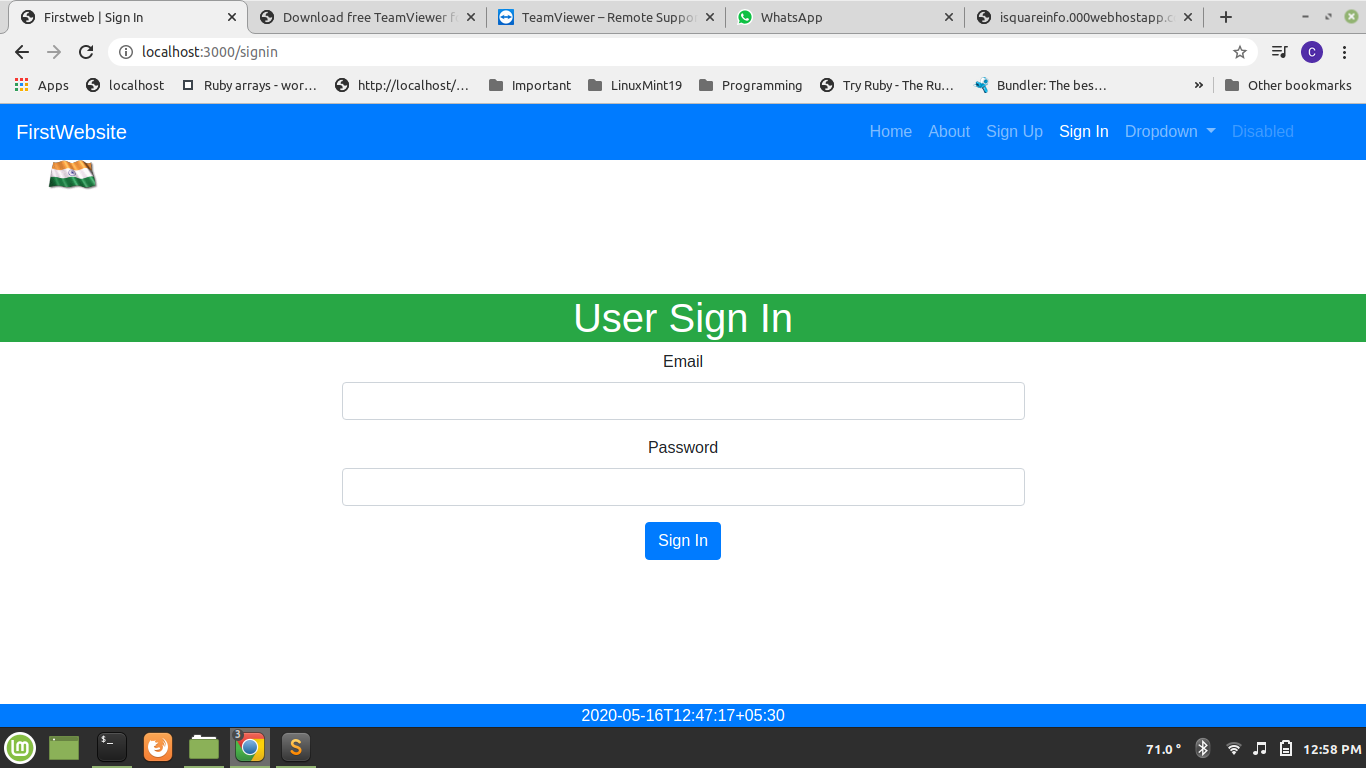 Firstweb | Sign In
Download free TeamViewer f
TeamViewer – Remote Suppo
WhatsApp
isquareinfo.000webhostapp.c
localhost:3000/signin
C
Apps
localhost
Ruby arrays - wor…
http://localhost/…
Important
LinuxMint19
Programming
Try Ruby - The Ru…
Bundler: The bes…
»
Other bookmarks
FirstWebsite
Home
About
Sign Up
Sign In
Dropdown
Disabled
User Sign In
Email
Password
Sign In
2020-05-16T12:47:17+05:30
$_
3
S
71.0 °
12:58 PM